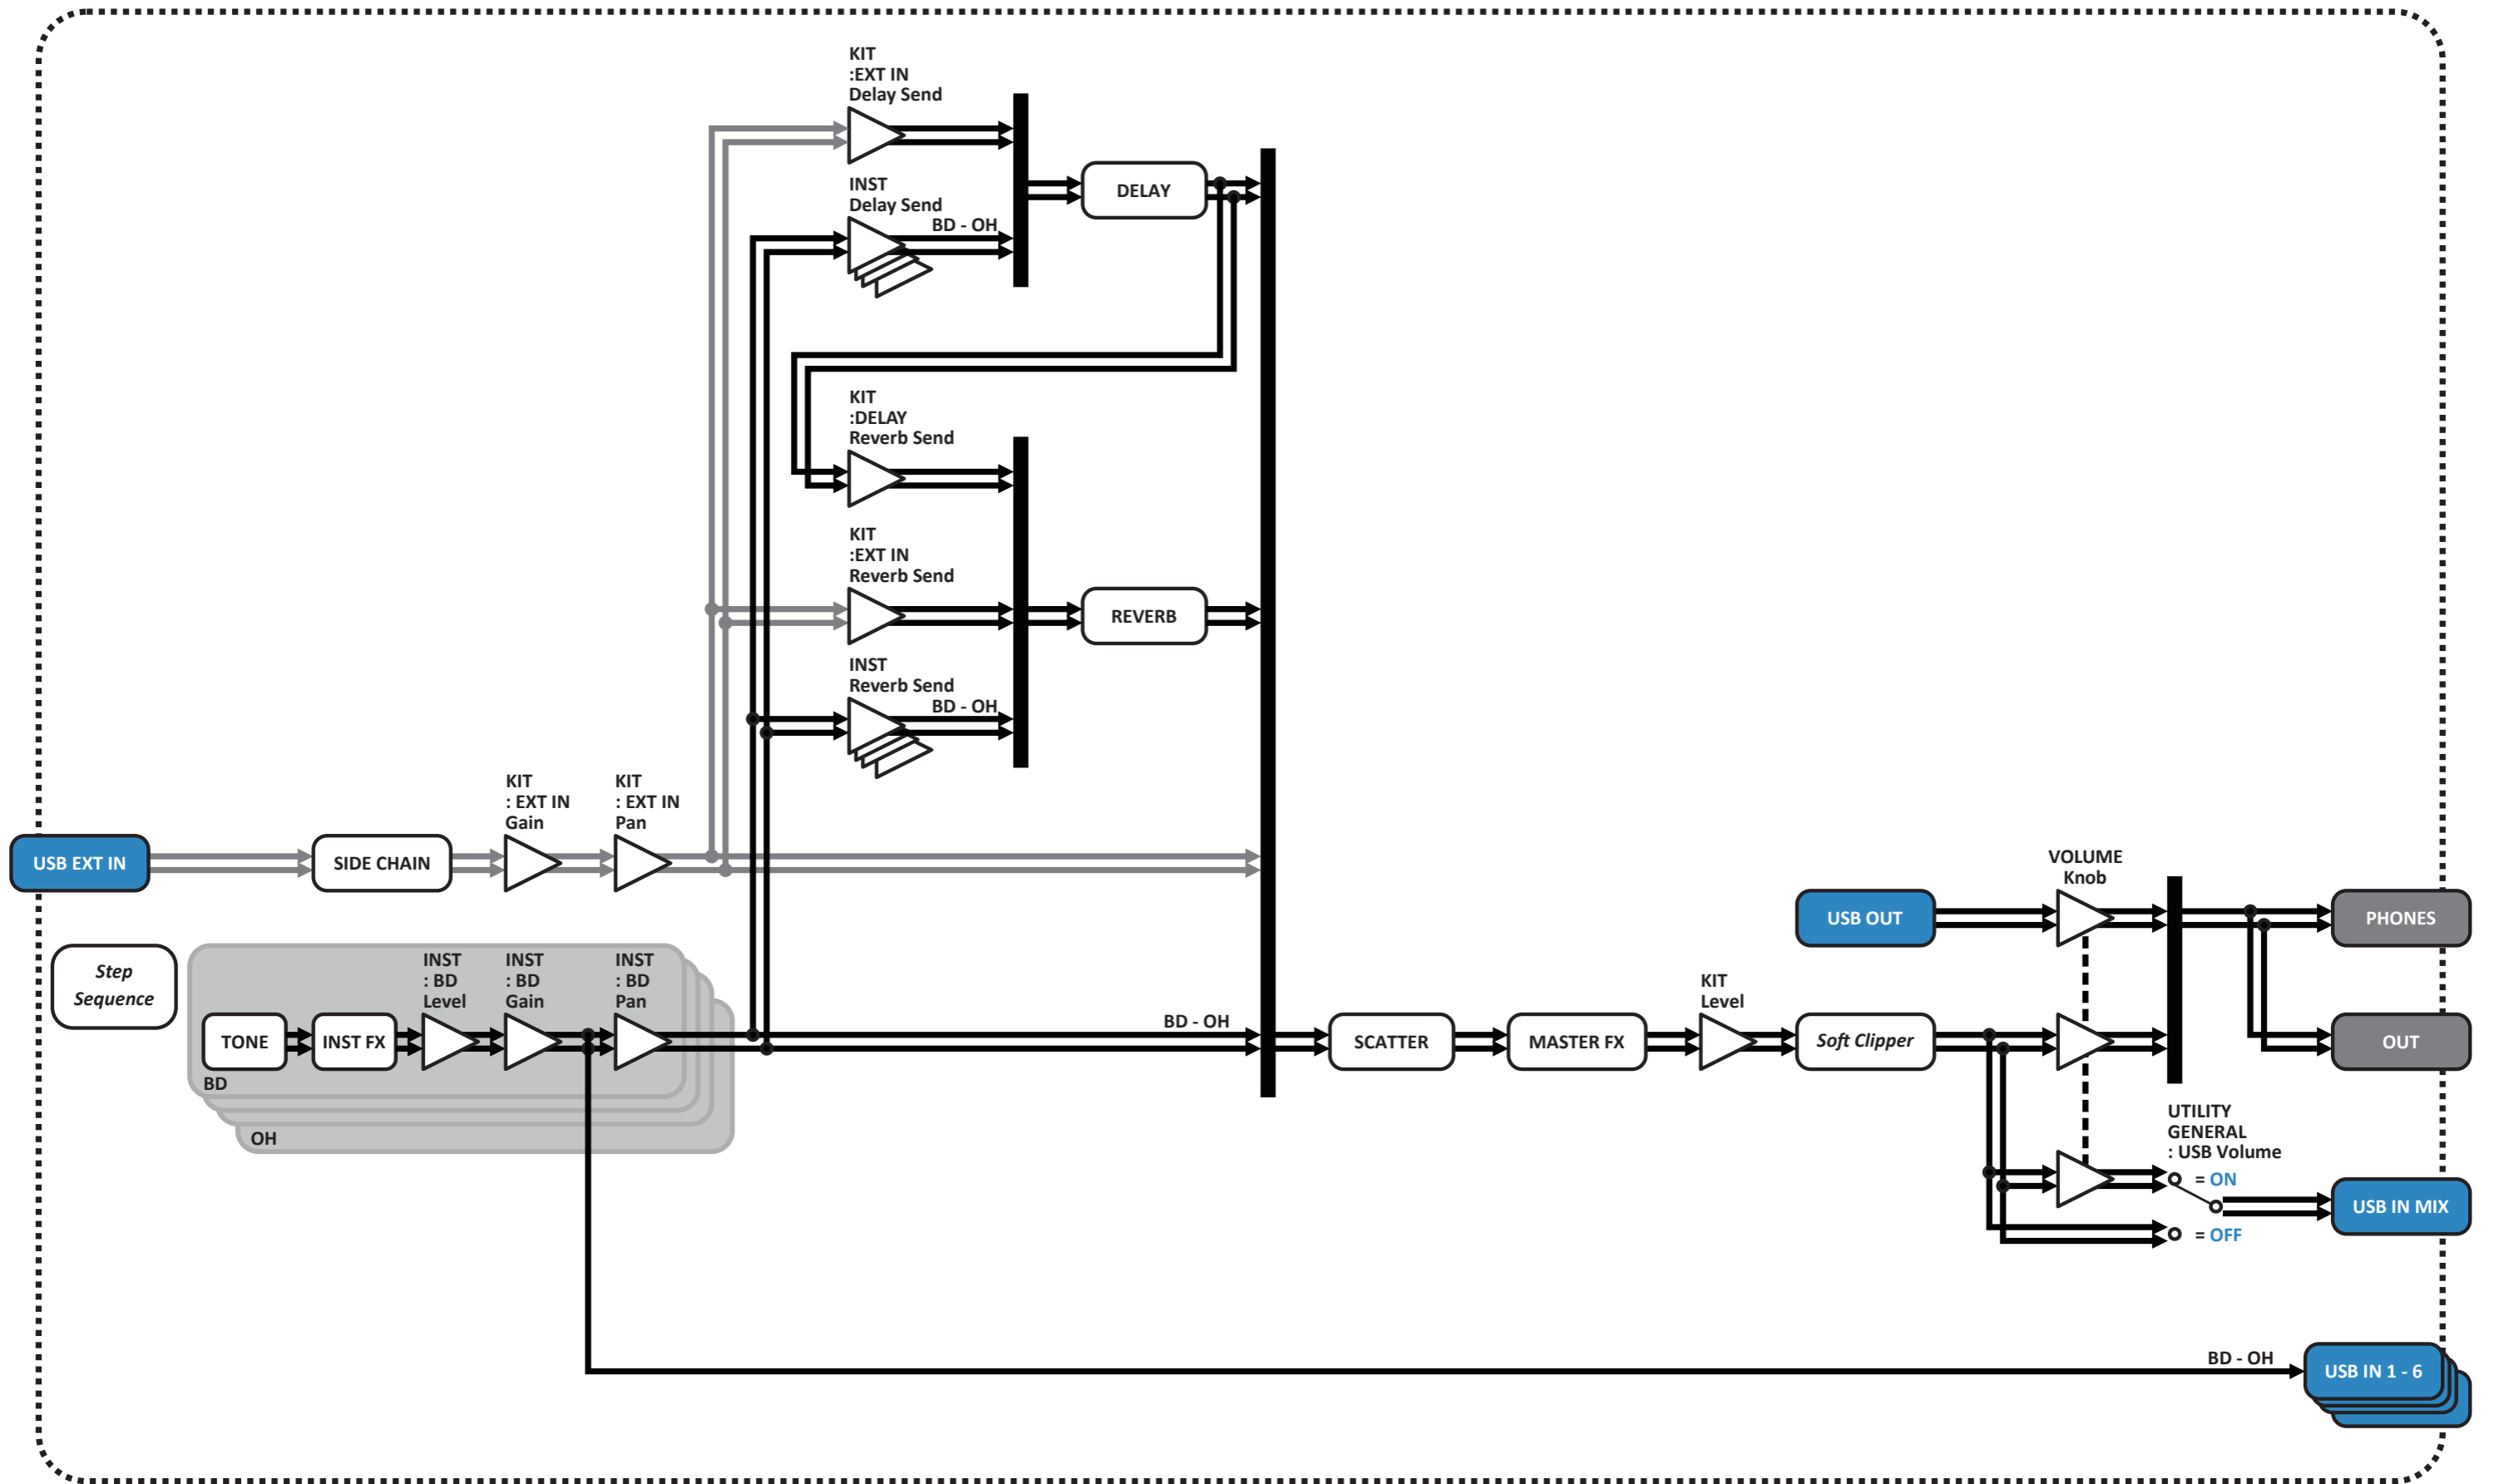 KIT
:EXT IN
Delay Send
INST
Delay Send
BD - OH
DELAY
KIT
:DELAY
Reverb Send
KIT
:EXT IN
Reverb Send
REVERB
INST
Reverb Send
BD - OH
KIT
: EXT IN
Gain
KIT
: EXT IN
Pan
USB EXT IN
SIDE CHAIN
VOLUME
Knob
USB OUT
PHONES
Step
Sequence
INST
: BD
Level
INST
: BD
Gain
INST
: BD
Pan
TONE
INST FX
BD
OH
BD - OH
SCATTER
MASTER FX
KIT
Level
Soft Clipper
OUT
UTILITY
GENERAL
: USB Volume
= ON
= OFF
USB IN MIX
BD - OH
USB IN 1 - 6